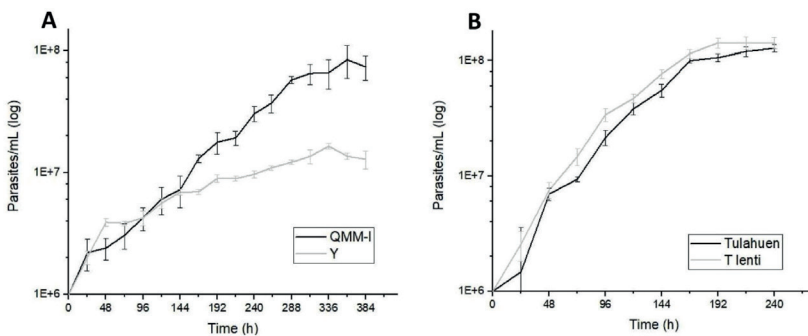 A
1E+8
1E+7
1E+6
Parasites/mL (log)
QMM-I
Y
0 48 96 144 192 240 288 336 384
Time (h)
B
1E+8
1E+7
1E+6
Parasites/mL (log)
Tulahuen
T lenti
0 48 96 144 192 240
Time (h)